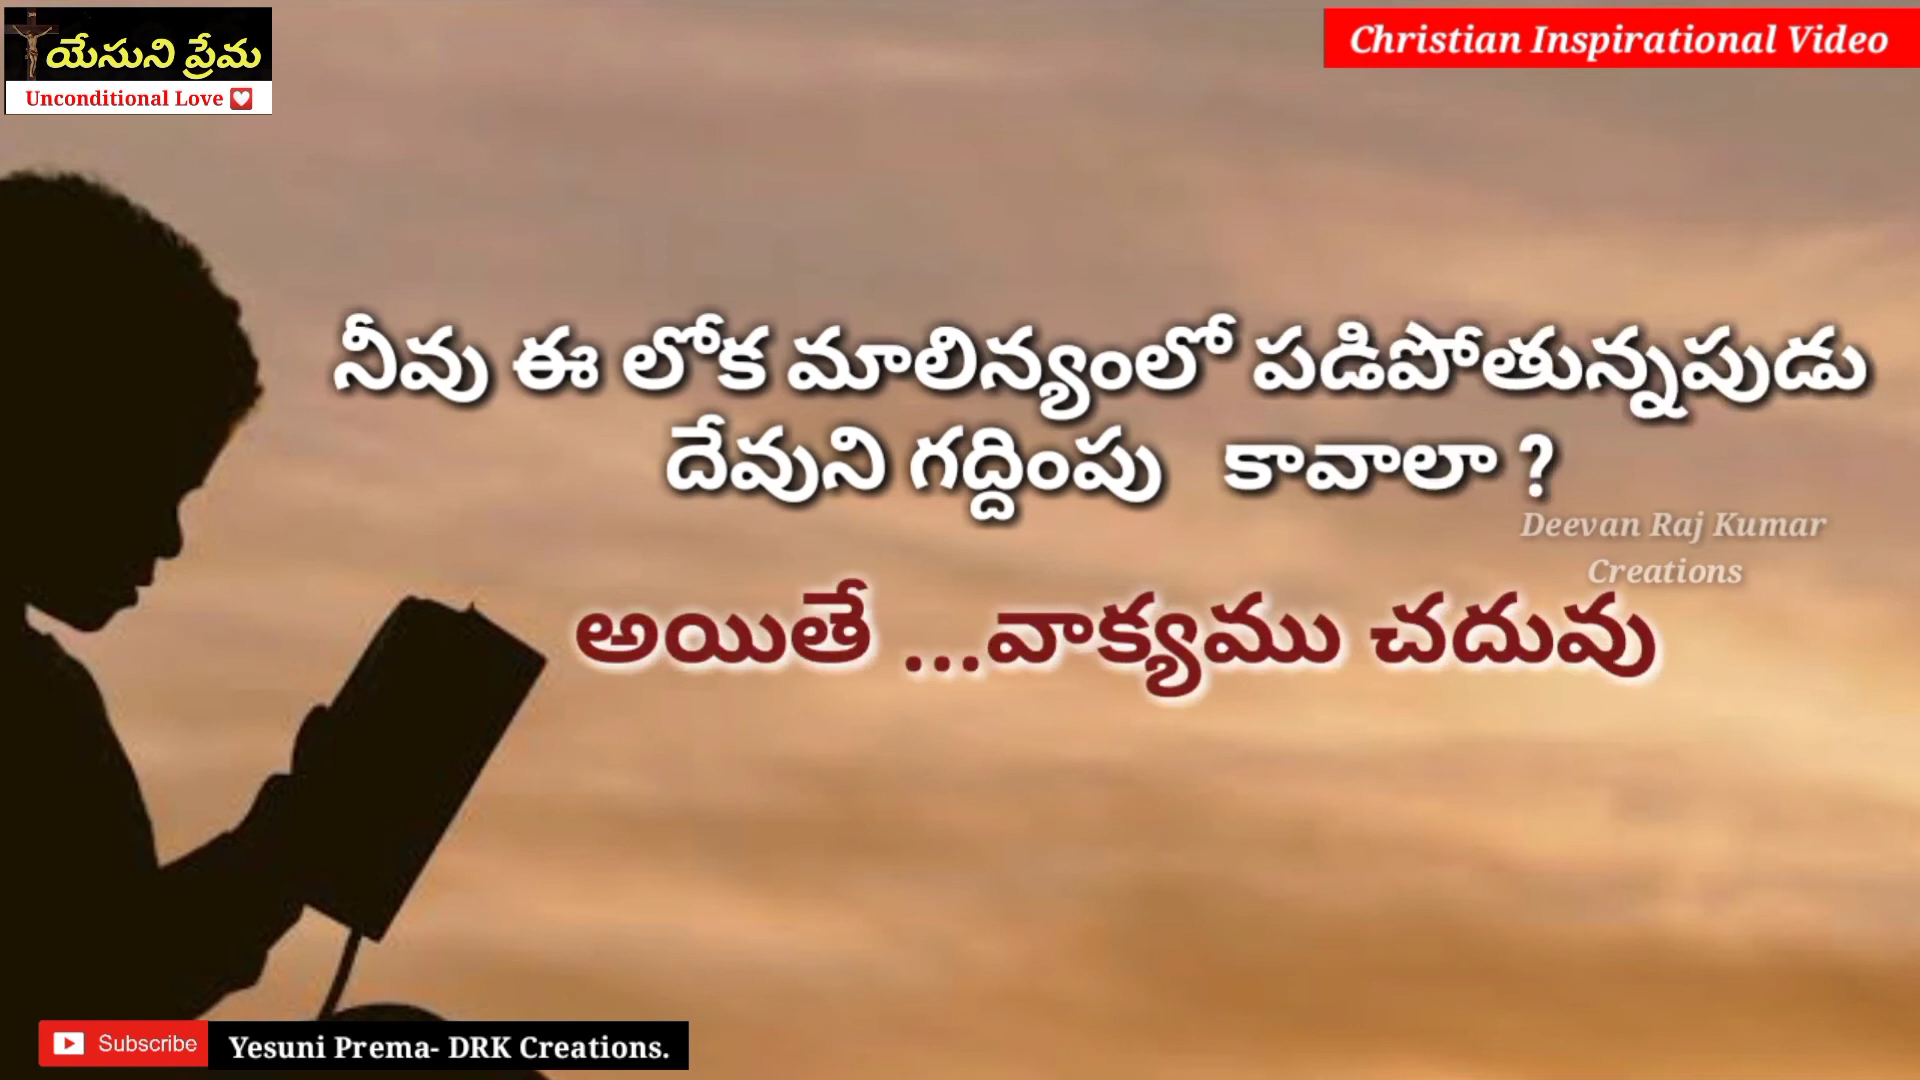 యేసుని ప్రేమ
Unconditional Love
Christian Inspirational Video
నీవు ఈ లోక మాలిన్యంలో పడిపోతున్నపుడు
దేవుని గద్దింపు కావాలా ?
Deevan Raj Kumar
Creations
అయితే ...వాక్యము చదువు
Subscribe
Yesuni Prema- DRK Creations.